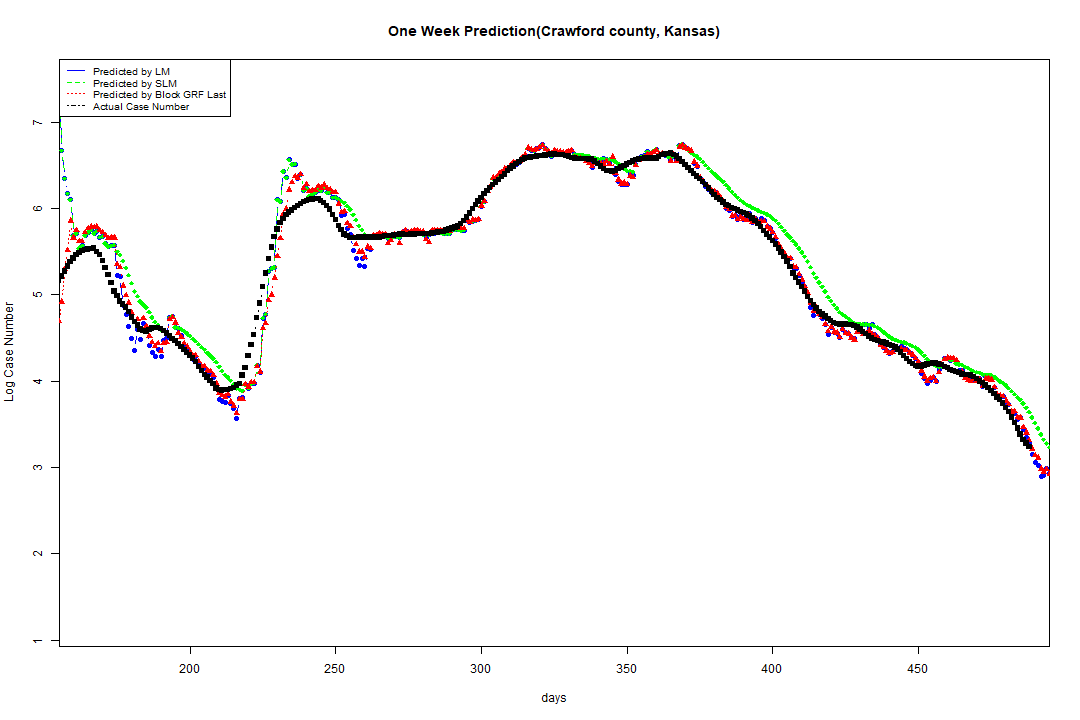 One Week Prediction(Crawford county, Kansas)
Predicted by LM
Predicted by SLM
Predicted by Block GRF Last
Actual Case Number
7
6
5
4
3
2
1
Log Case Number
200 250 300 350 400 450
days